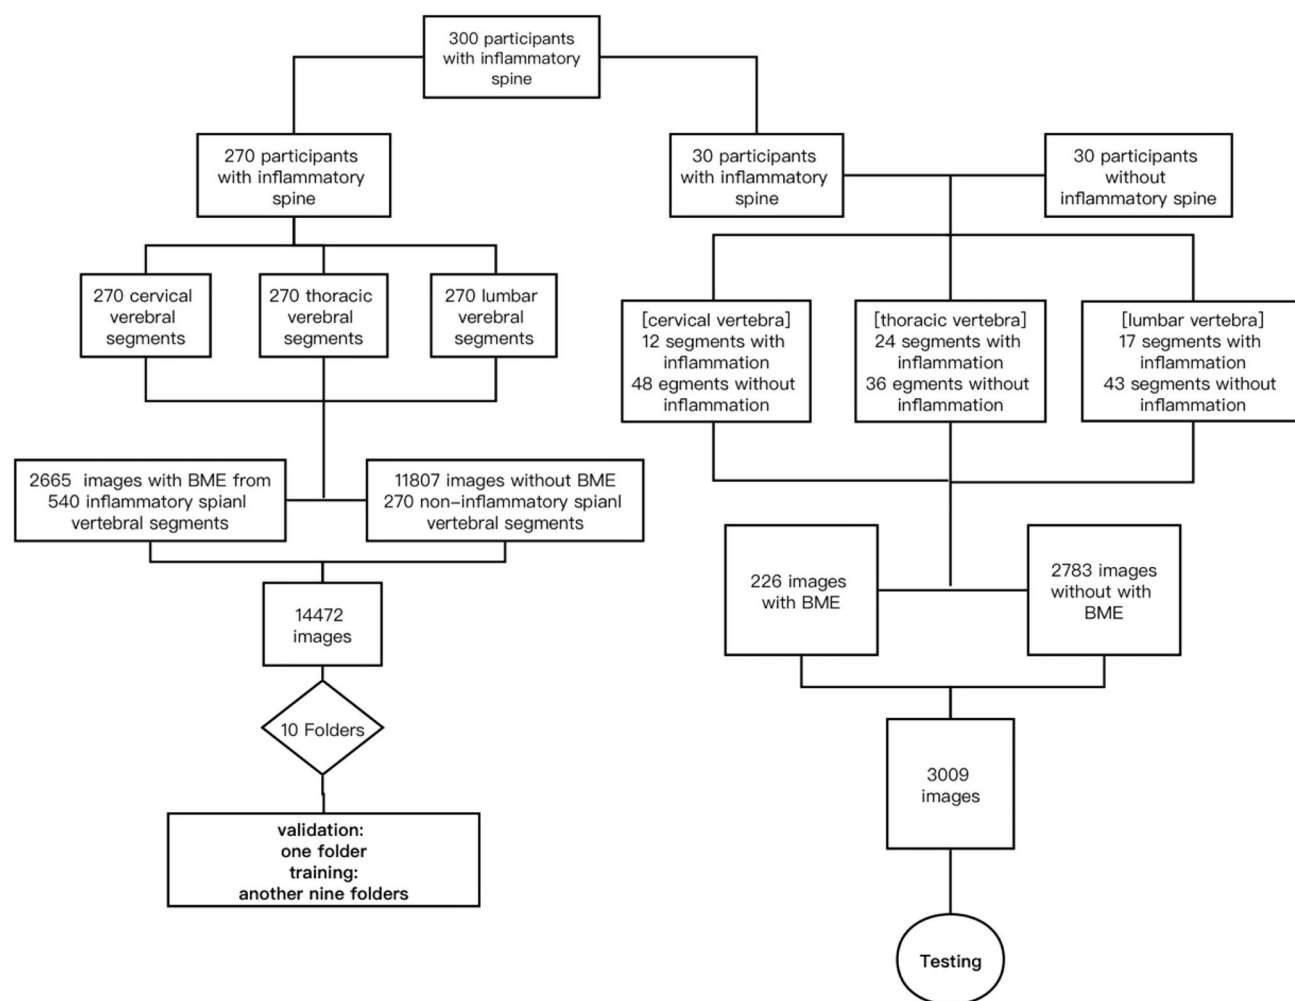 300 participants
with inflammatory
spine
270 participants
with inflammatory
spine
30 participants
with inflammatory
spine
30 participants
without
inflammatory spine
270 cervical
verebral
segments
270 thoracic
verebral
segments
270 lumbar
verebral
segments
[cervical vertebra]
12 segments with
inflammation
48 egments without
inflammation
[thoracic vertebra]
24 segments with
inflammation
36 egments without
inflammation
[lumbar vertebra]
17 segments with
inflammation
43 segments without
inflammation
2665 images with BME from
540 inflammatory spianl
vertebral segments
11807 images without BME
270 non-inflammatory spianl
vertebral segments
226 images
with BME
2783 images
without with
BME
14472
images
10 Folders
validation:
one folder
training:
another nine folders
3009
images
Testing